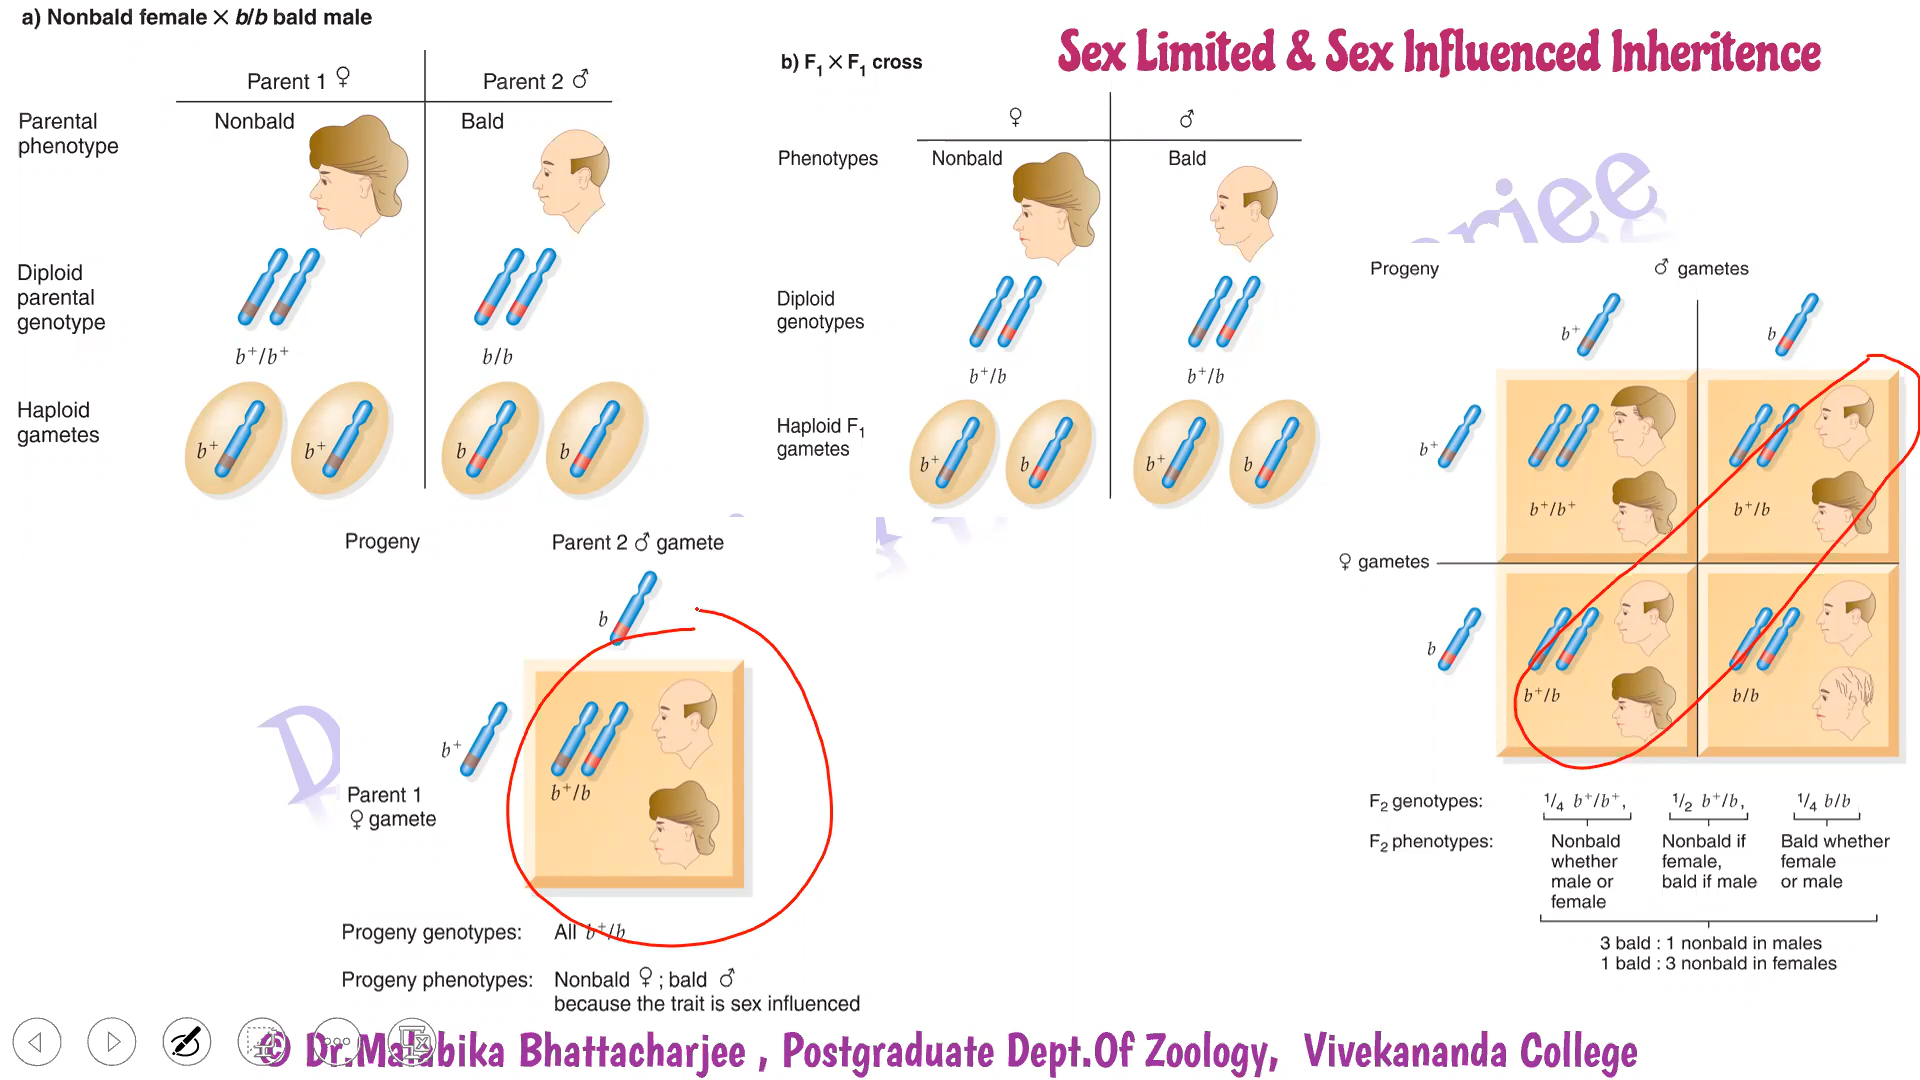 a) Nonbald female × b/b bald male
Parent 1 ♀
Parent 2 ♂
Parental phenotype
Nonbald
Bald
Diploid parental genotype
b⁺/b⁺
b/b
Haploid gametes
b⁺
b⁺
b
b
Progeny
Parent 2 ♂ gamete
b
b⁺
Parent 1
♀ gamete
b⁺/b
Progeny genotypes: All b⁺/b
Progeny phenotypes: Nonbald ♀ ; bald ♂
because the trait is sex influenced
Sex Limited & Sex Influenced Inheritence
b) F₁ × F₁ cross
♀
♂
Phenotypes
Nonbald
Bald
Diploid
genotypes
b⁺/b
b⁺/b
Haploid F₁
gametes
b⁺
b
b⁺
b
Progeny
♂ gametes
b⁺
b
b⁺
b⁺/b⁺
b⁺/b
♀ gametes
b
b⁺/b
b/b
F₂ genotypes: 1/4 b⁺/b⁺, 1/2 b⁺/b, 1/4 b/b
F₂ phenotypes:
Nonbald
whether
male or
female
Nonbald if
female,
bald if male
Bald whether
female
or male
3 bald : 1 nonbald in males
1 bald : 3 nonbald in females
© Dr.Malabika Bhattacharjee , Postgraduate Dept.Of Zoology, Vivekananda College